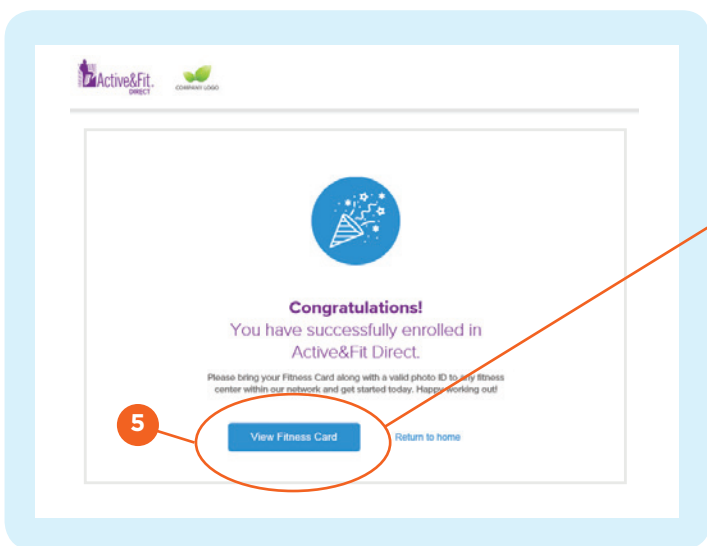 Active&Fit.
DIRECT
COMPANY LOGO
Congratulations!
You have successfully enrolled in
Active&Fit Direct.
Please bring your Fitness Card along with a valid photo ID to any fitness
center within our network and get started today. Happy working out!
5
View Fitness Card
Return to home